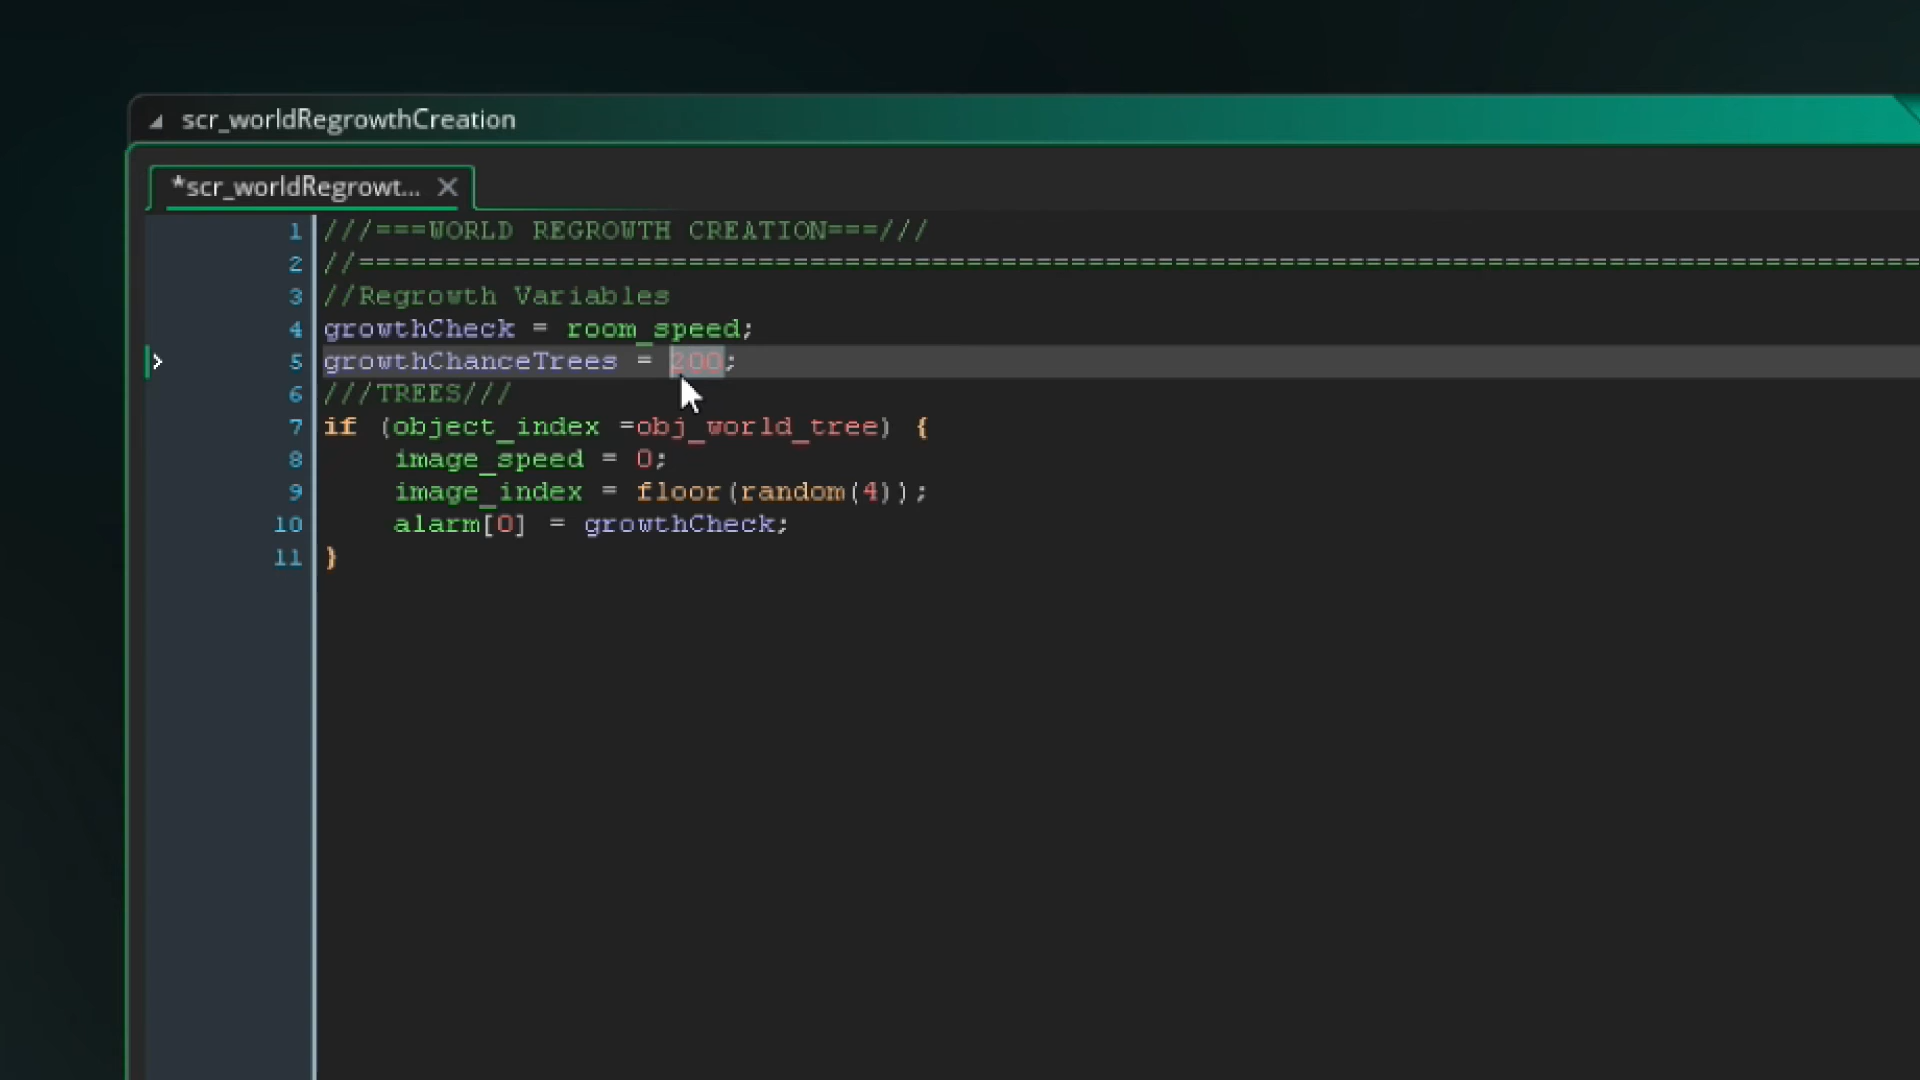 scr_worldRegrowthCreation
*scr_worldRegrowt... ×
1 ///===WORLD REGROWTH CREATION===///
2 //==========================================================================================
3 //Regrowth Variables
4 growthCheck = room_speed;
5 growthChanceTrees = 200;
6 ///TREES///
7 if (object_index =obj_world_tree) {
8 image_speed = 0;
9 image_index = floor(random(4));
10 alarm[0] = growthCheck;
11 }